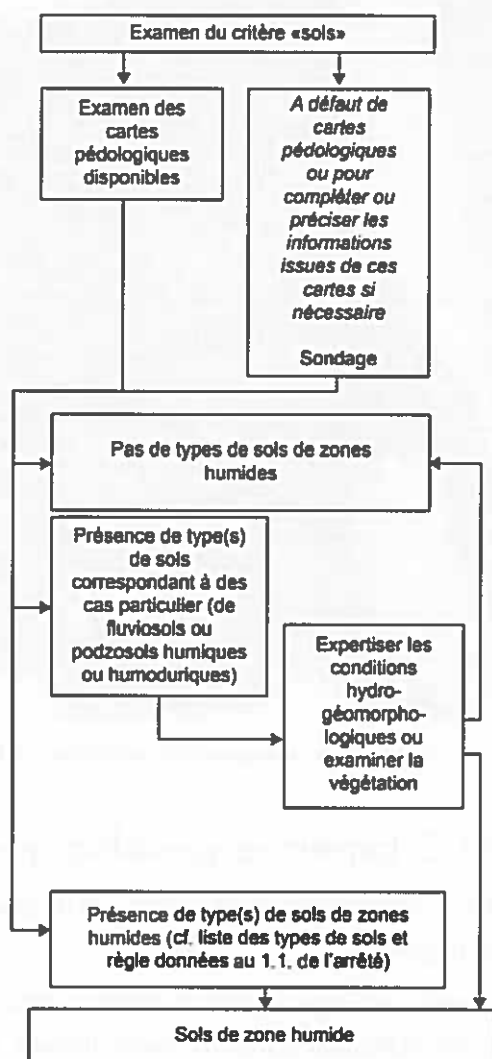 Examen du critère «sols»
Examen des
cartes
pédologiques
disponibles
A défaut de
cartes
pédologiques
ou pour
compléter ou
préciser les
informations
issues de ces
cartes si
nécessaire
Sondage
Pas de types de sols de zones
humides
Présence de type(s)
de sols
correspondant à des
cas particulier (de
fluviosols ou
podzosols humiques
ou humoduriques)
Expertiser les
conditions
hydro-
géomorpho-
logiques ou
examiner la
végétation
Présence de type(s) de sols de zones
humides (cf. liste des types de sols et
règle données au 1.1. de l'arrêté)
Sols de zone humide